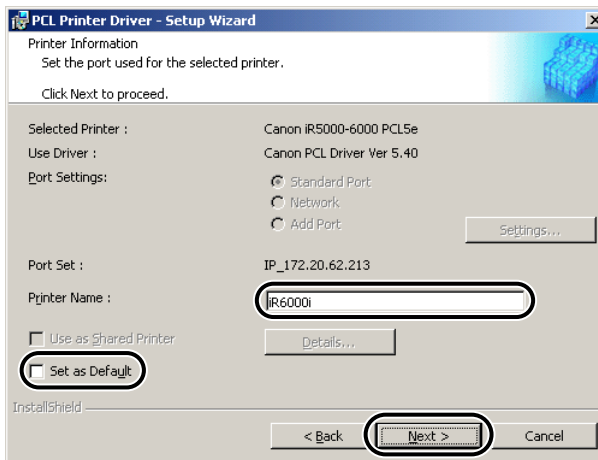 PCL Printer Driver - Setup Wizard
Printer Information
Set the port used for the selected printer.
Click Next to proceed.
Selected Printer : Canon iR5000-6000 PCL5e
Use Driver : Canon PCL Driver Ver 5.40
Port Settings: Standard Port
Network
Add Port Settings...
Port Set : IP_172.20.62.213
Printer Name : iR6000i
Use as Shared Printer Details...
Set as Default
InstallShield
< Back Next > Cancel